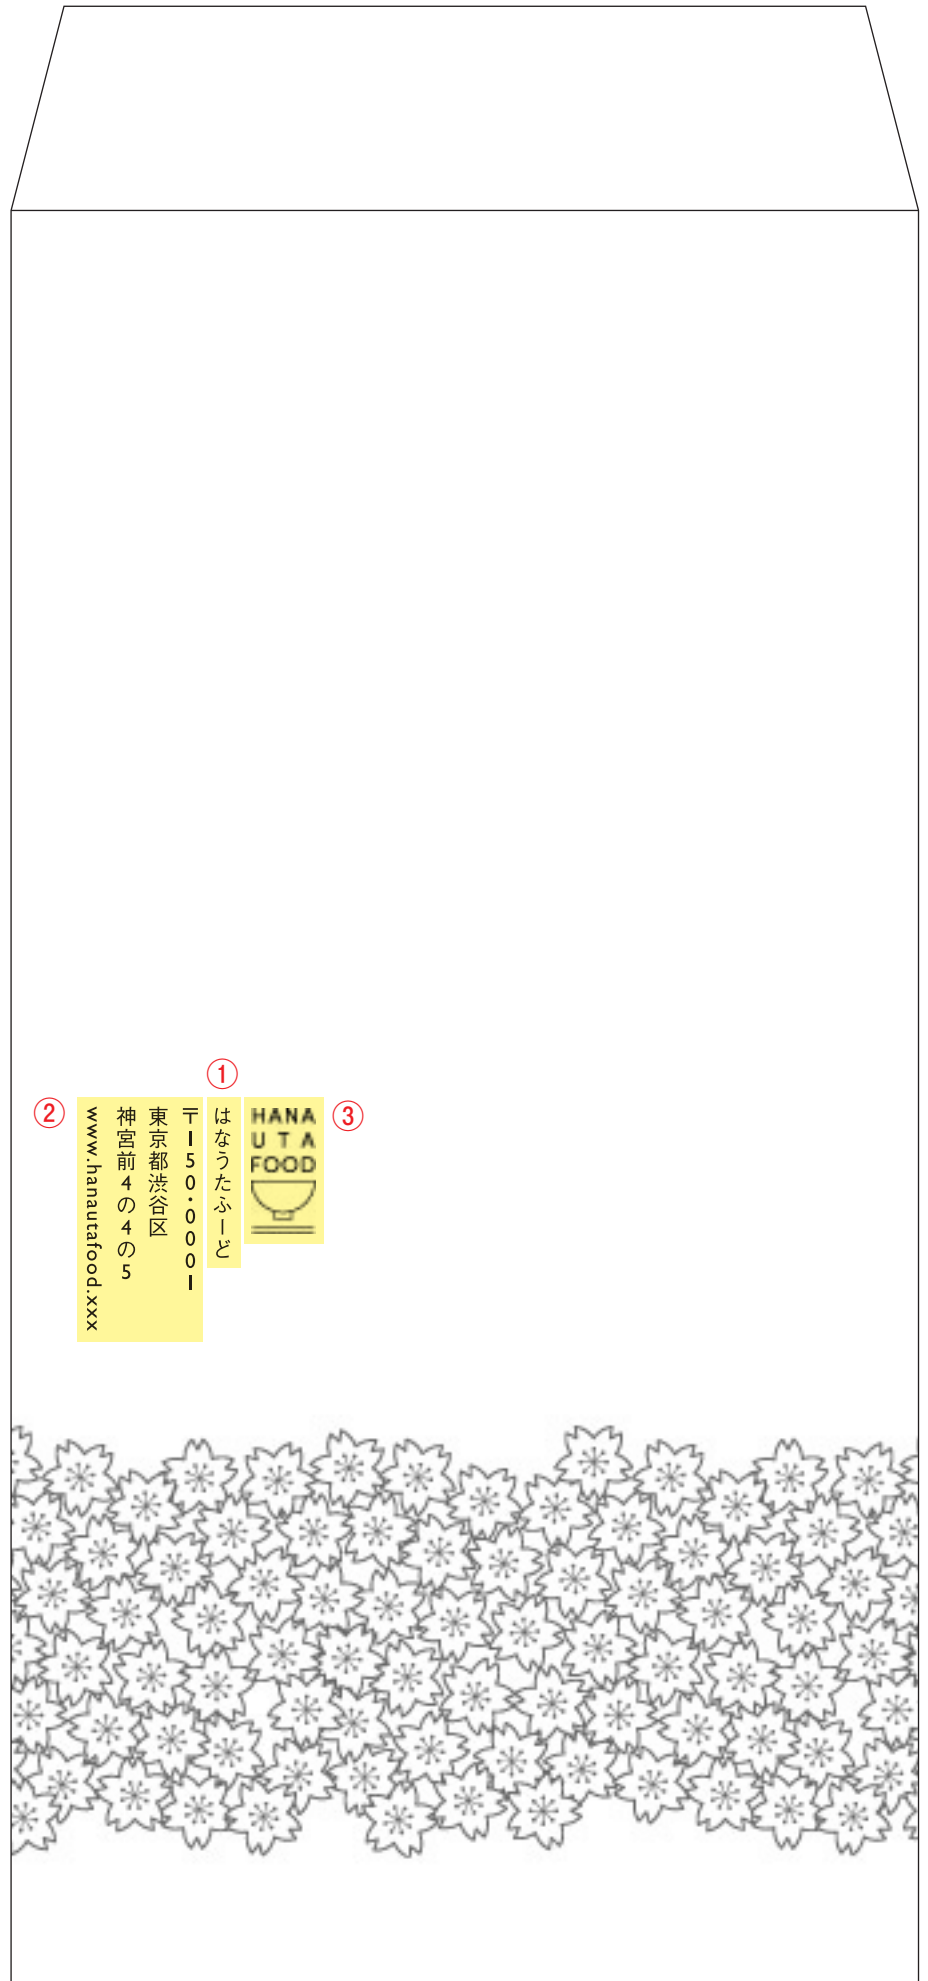 ①
②
③
HANA
UTA
FOOD
はなうたふーど
〒150・0001
東京都渋谷区
神宮前4の4の5
www.hanautafood.xxx